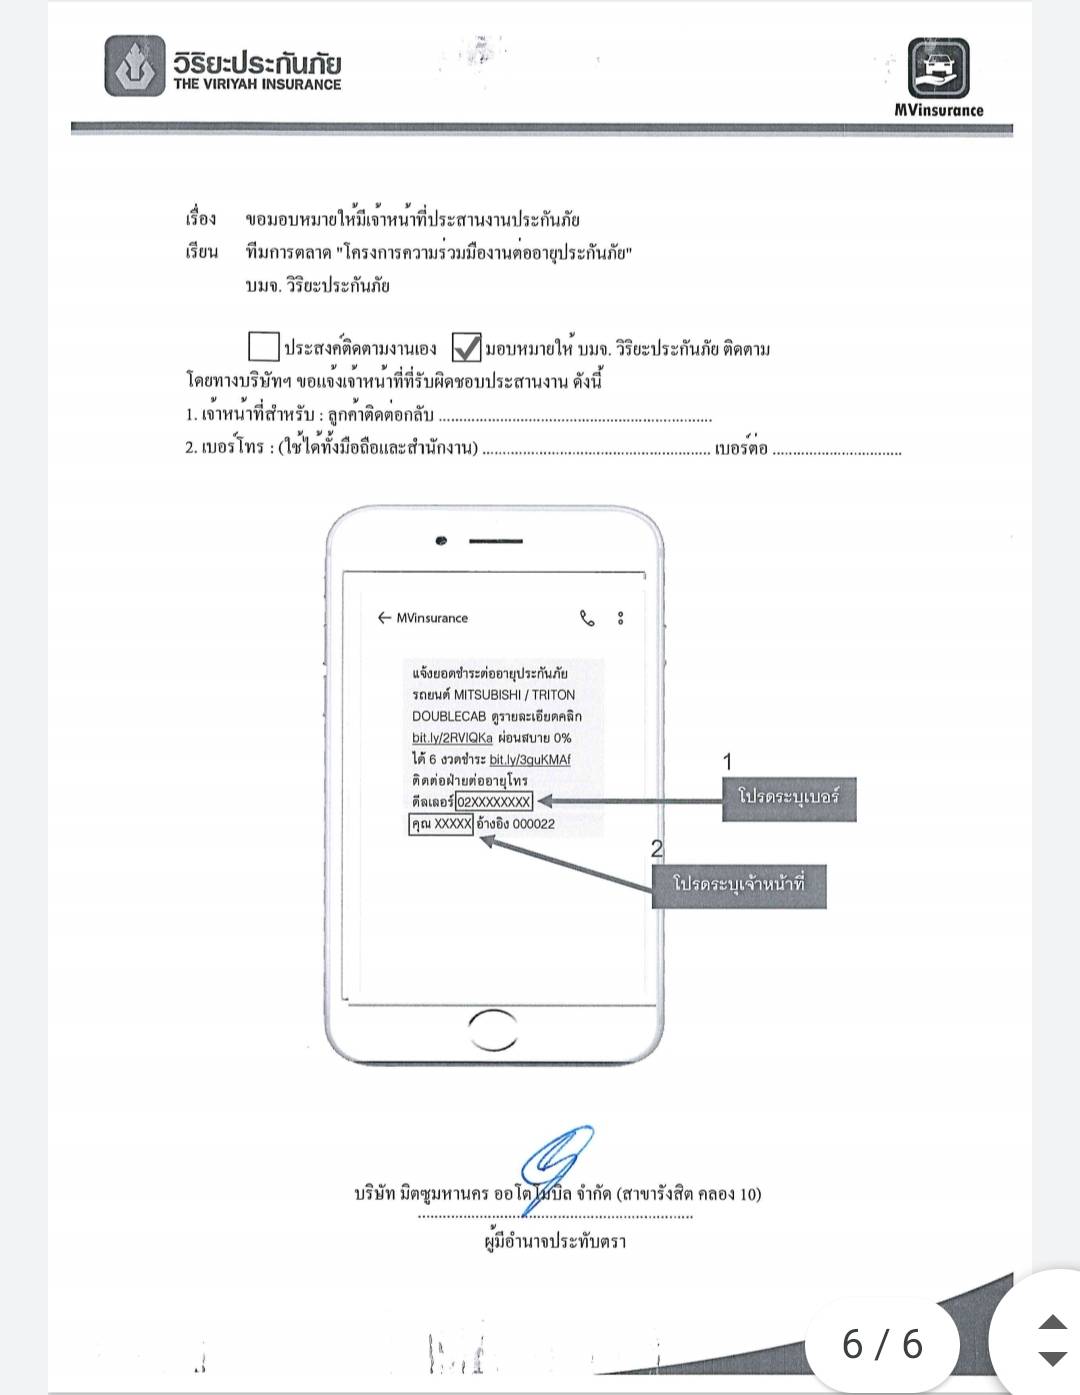 วิริยะประกันภัย
THE VIRIYAH INSURANCE
MVinsurance
เรื่อง ขอมอบหมายให้มีเจ้าหน้าที่ประสานงานประกันภัย
เรียน ทีมการตลาด "โครงการความร่วมมืองานต่ออายุประกันภัย"
บมจ. วิริยะประกันภัย
ประสงค์ติดตามงานเอง มอบหมายให้ บมจ. วิริยะประกันภัย ติดตาม
โดยทางบริษัทฯ ขอแจ้งเจ้าหน้าที่ที่รับผิดชอบประสานงาน ดังนี้
1. เจ้าหน้าที่สำหรับ : ลูกค้าติดต่อกลับ ............................................................
2. เบอร์โทร : (ใช้ได้ทั้งมือถือและสำนักงาน) .................................................. เบอร์ต่อ ............................
← MVinsurance
แจ้งยอดชำระต่ออายุประกันภัย
รถยนต์ MITSUBISHI / TRITON
DOUBLECAB ดูรายละเอียดคลิก
bit.ly/2RVIQKa ผ่อนสบาย 0%
ได้ 6 งวดชำระ bit.ly/3guKMAf
ติดต่อฝ่ายต่ออายุโทร
ดีลเลอร์ 02XXXXXXXX
คุณ XXXXX อ้างอิง 000022
1
โปรดระบุเบอร์
2
โปรดระบุเจ้าหน้าที่
บริษัท มิตซูมหานคร ออโตโมบิล จำกัด (สาขารังสิต คลอง 10)
............................................................
ผู้มีอำนาจประทับตรา
6 / 6